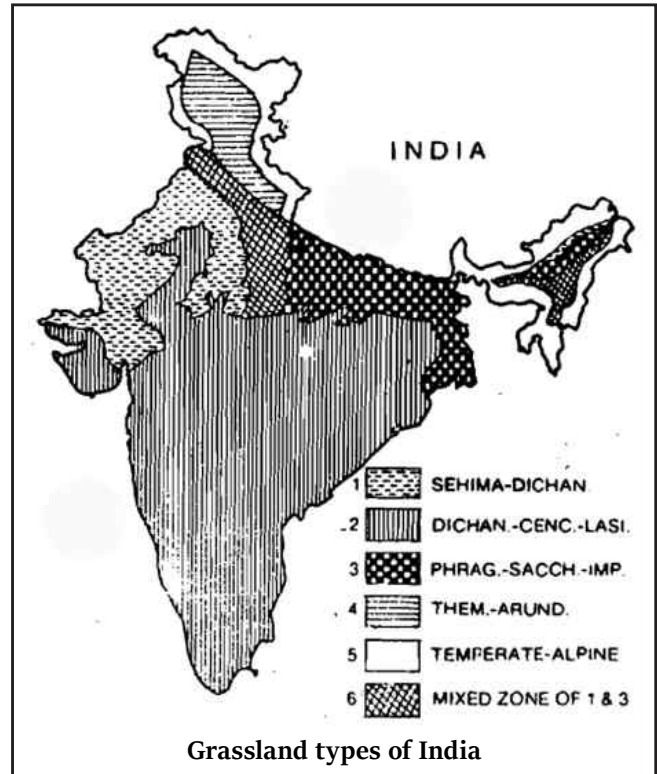 INDIA
1 SEHIMA-DICHAN.
2 DICHAN.-CENC.-LASI.
3 PHRAG.-SACCH.-IMP.
4 THEM.-ARUND.
5 TEMPERATE-ALPINE
6 MIXED ZONE OF 1 & 3
Grassland types of India